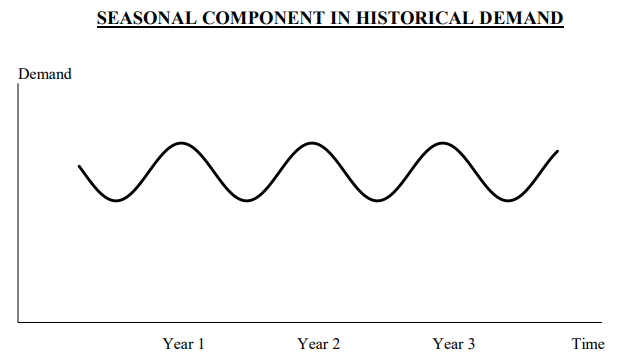 SEASONAL COMPONENT IN HISTORICAL DEMAND
Demand
Year 1 Year 2 Year 3 Time